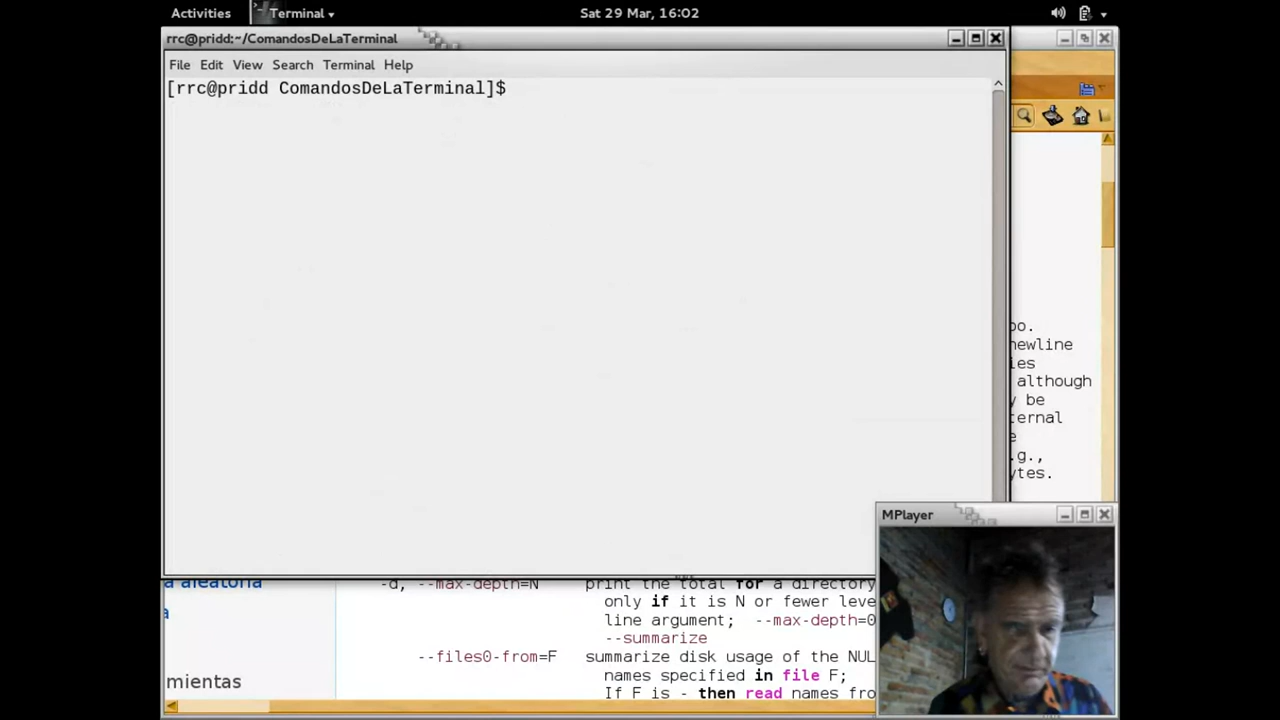 Activities Terminal Sat 29 Mar, 16:02
rrc@pridd:~/ComandosDeLaTerminal
File Edit View Search Terminal Help
[rrc@pridd ComandosDeLaTerminal]$
newline
ies
although
y be
ternal
e
.g.,
ytes.
MPlayer
a aleatoria
-d, --max-depth=N print the total for a directory
only if it is N or fewer leve
line argument; --max-depth=0
--summarize
--files0-from=F summarize disk usage of the NUL
names specified in file F;
mientas
If F is - then read names fro